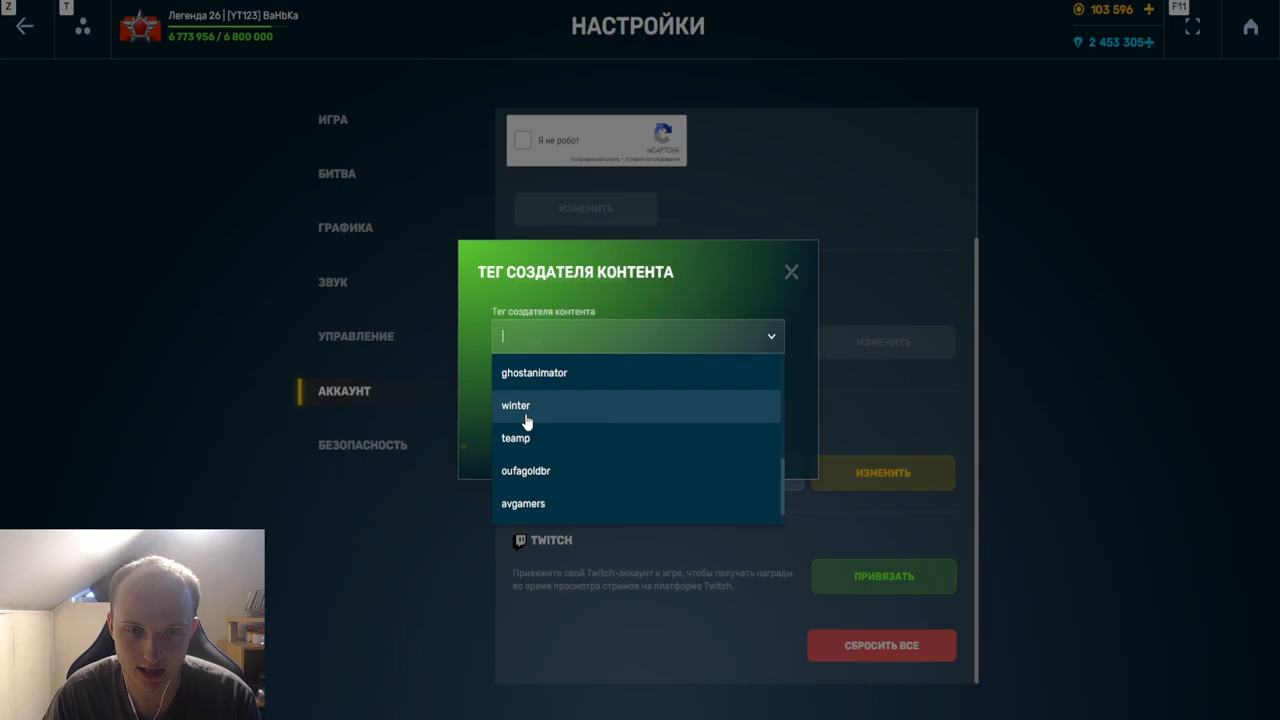 Z
T
Легенда 26 | [YT123] BaHbKa
6 773 956 / 6 800 000
НАСТРОЙКИ
103 596
2 453 305
F11
ИГРА
БИТВА
ГРАФИКА
ЗВУК
УПРАВЛЕНИЕ
АККАУНТ
БЕЗОПАСНОСТЬ
Я не робот
reCAPTCHA
Конфиденциальность - Условия использования
ИЗМЕНИТЬ
ТЕГ СОЗДАТЕЛЯ КОНТЕНТА
Тег создателя контента
ghostanimator
winter
teamp
oufagoldbr
avgamers
ИЗМЕНИТЬ
ИЗМЕНИТЬ
TWITCH
Привяжите свой Twitch-аккаунт к игре, чтобы получать награды
во время просмотра стримов на платформе Twitch.
ПРИВЯЗАТЬ
СБРОСИТЬ ВСЕ